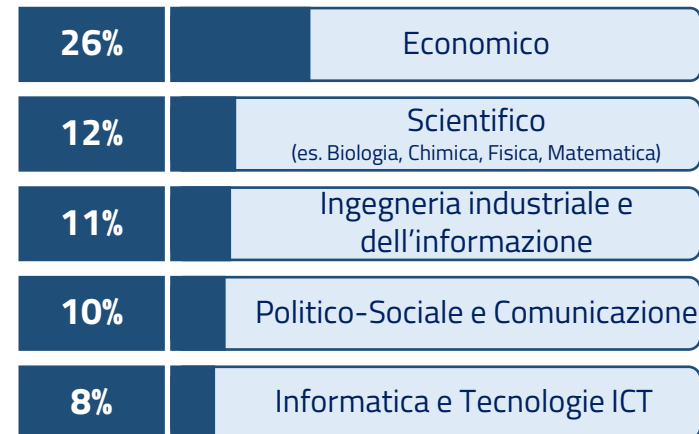 26%
Economico
12%
Scientifico
(es. Biologia, Chimica, Fisica, Matematica)
11%
Ingegneria industriale e
dell’informazione
10%
Politico-Sociale e Comunicazione
8%
Informatica e Tecnologie ICT